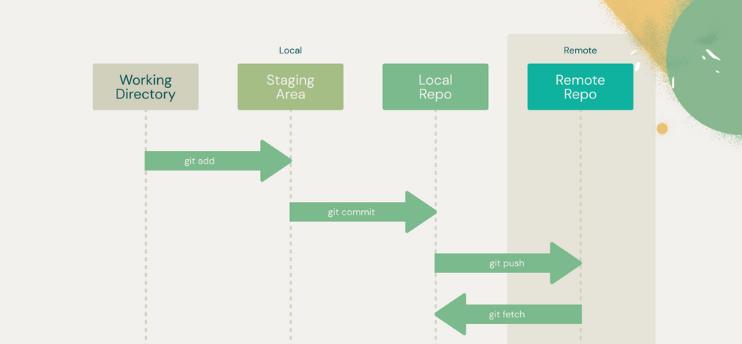 Local
Remote
Working
Directory
Staging
Area
Local
Repo
Remote
Repo
git add
git commit
git push
git fetch